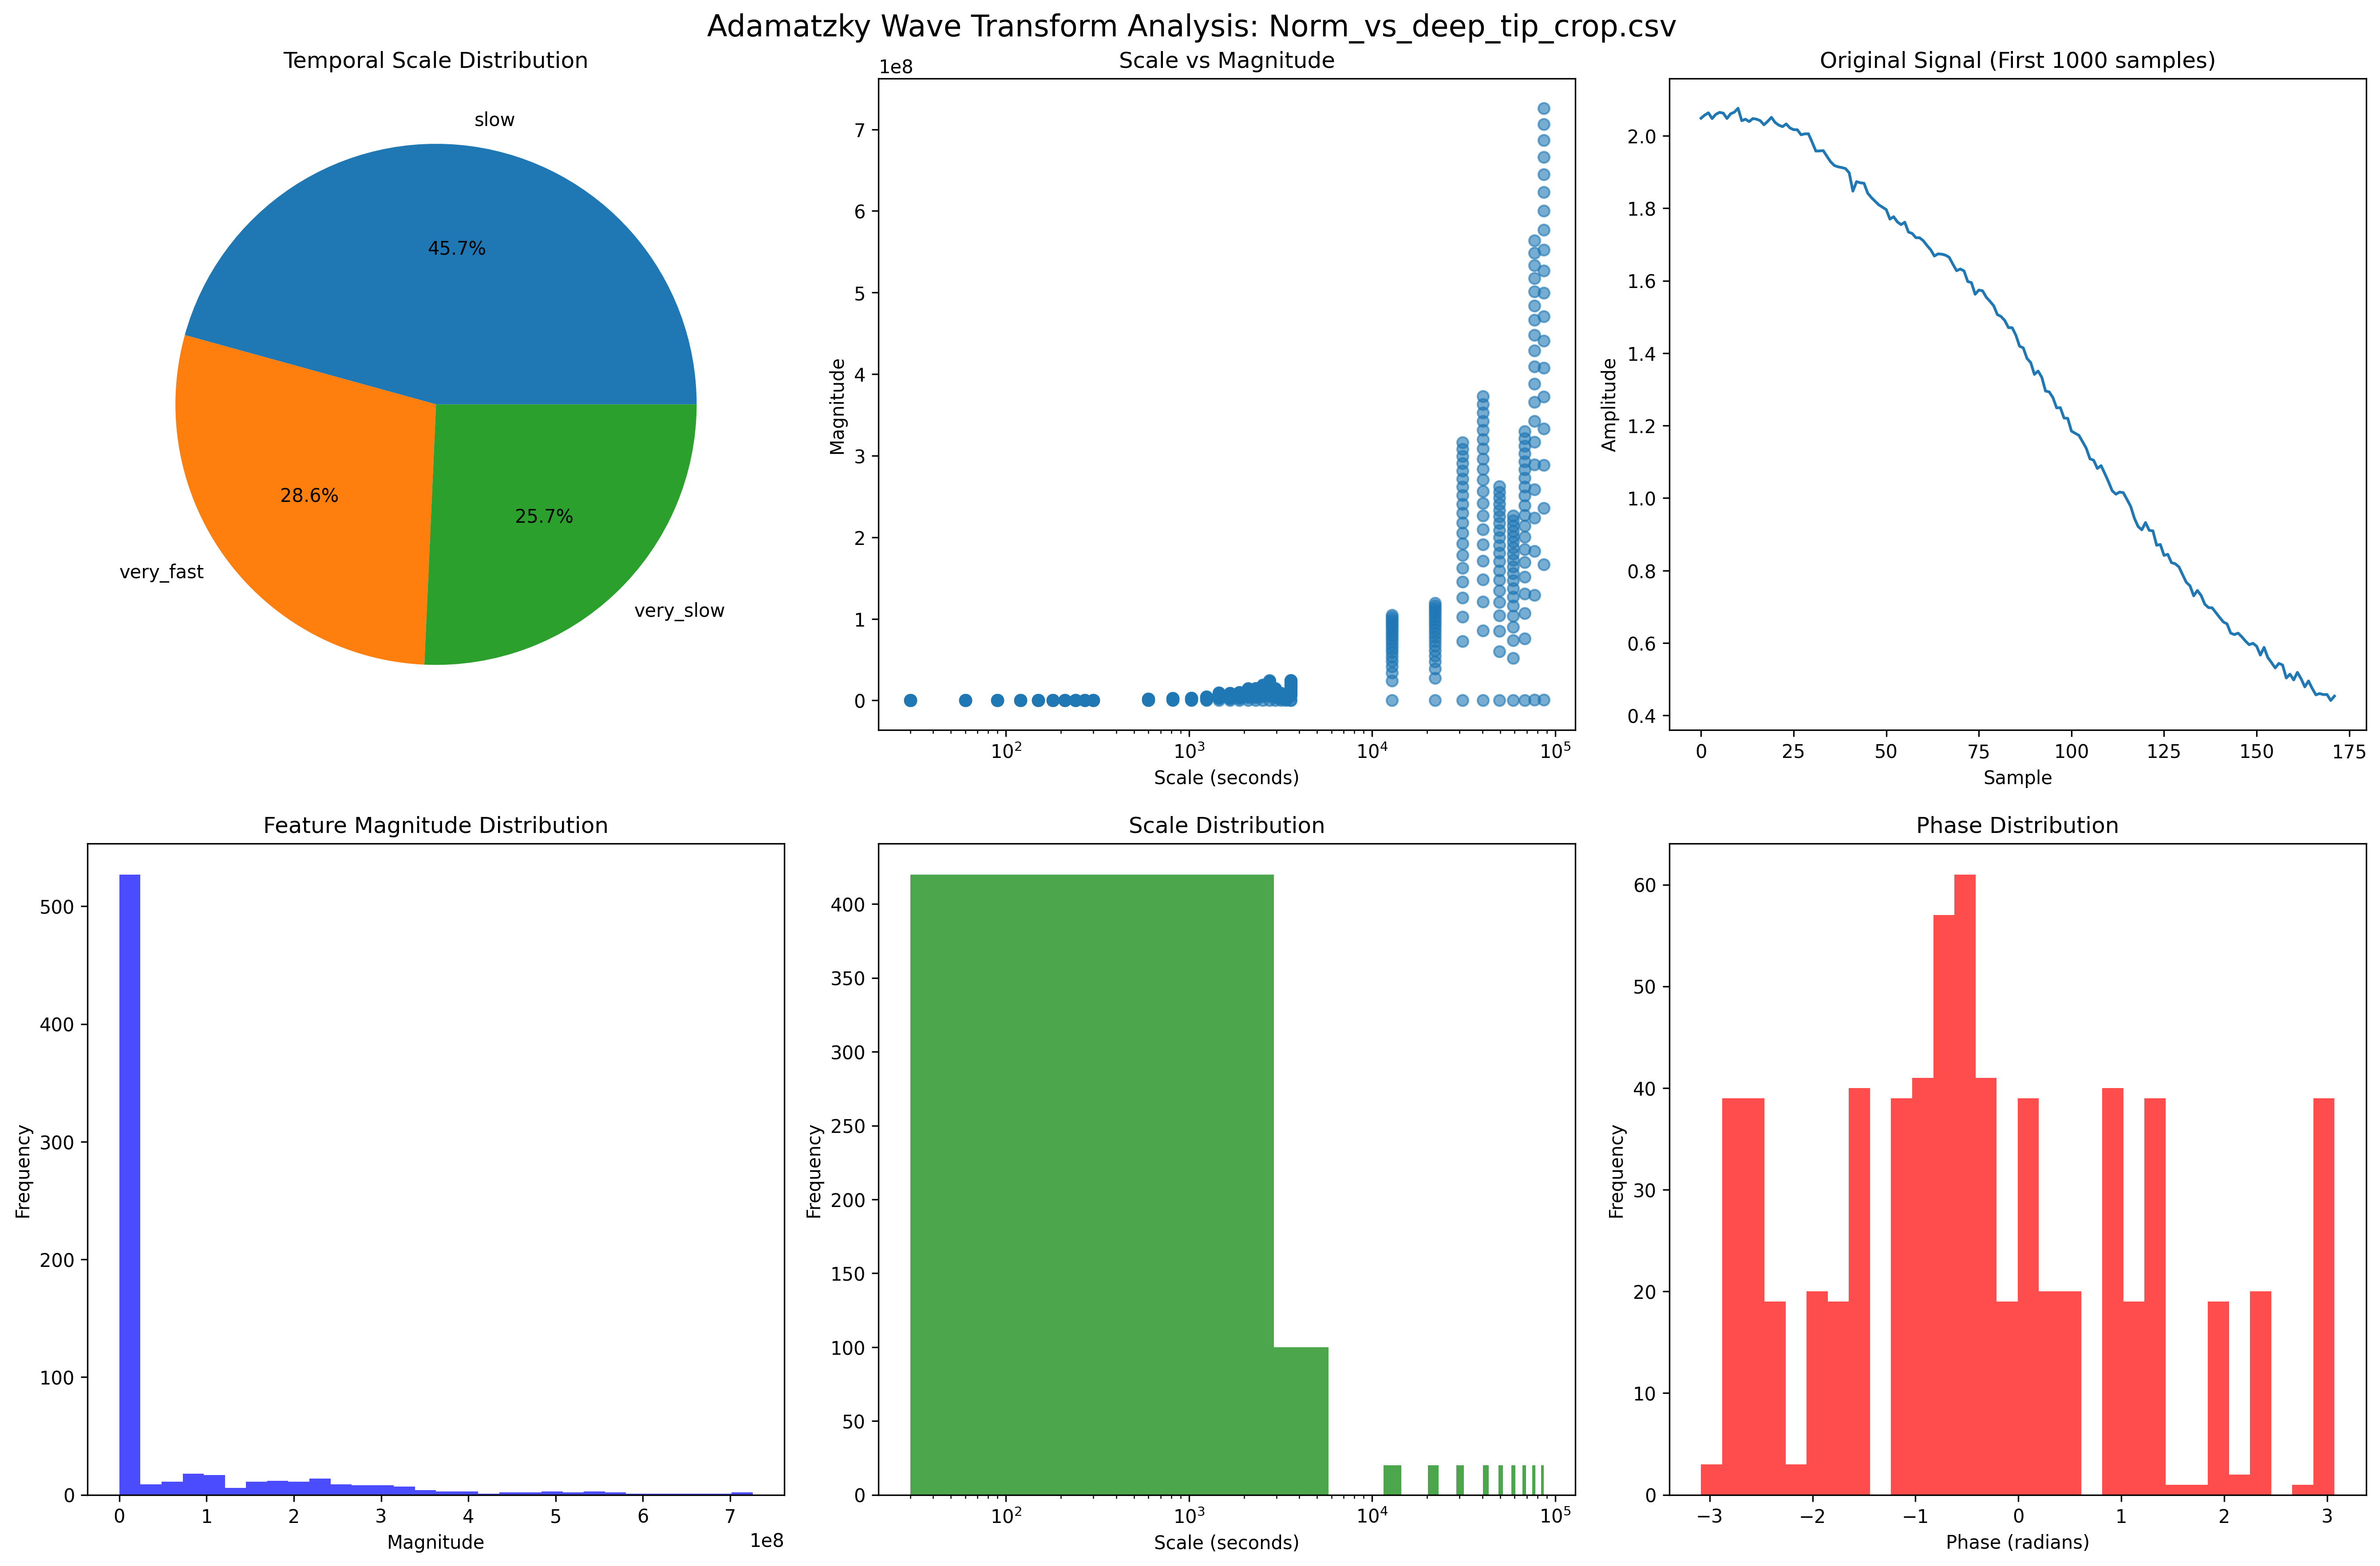 Adamatzky Wave Transform Analysis: Norm_vs_deep_tip_crop.csv
Temporal Scale Distribution
slow
45.7%
28.6%
25.7%
very_fast
very_slow
Scale vs Magnitude
1e8
7
6
5
4
3
2
1
0
Magnitude
10²
10³
10⁴
10⁵
Scale (seconds)
Original Signal (First 1000 samples)
2.0
1.8
1.6
1.4
1.2
1.0
0.8
0.6
0.4
Amplitude
0 25 50 75 100 125 150 175
Sample
Feature Magnitude Distribution
500
400
300
200
100
0
Frequency
0 1 2 3 4 5 6 7
1e8
Magnitude
Scale Distribution
400
350
300
250
200
150
100
50
0
Frequency
10²
10³
10⁴
10⁵
Scale (seconds)
Phase Distribution
60
50
40
30
20
10
0
Frequency
−3 −2 −1 0 1 2 3
Phase (radians)